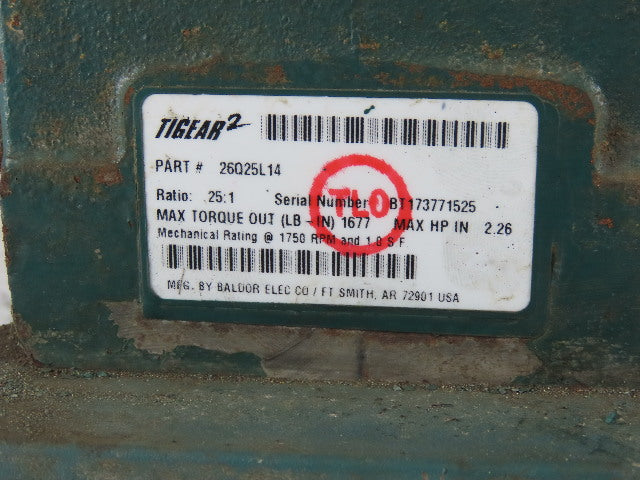 TIGEAR2
PART # 26Q25L14
Ratio: 25:1 Serial Number: BT173771525
TLO
MAX TORQUE OUT (LB - IN) 1677 MAX HP IN 2.26
Mechanical Rating @ 1750 RPM and 1.0 S F
MFG. BY BALDOR ELEC CO / FT SMITH, AR 72901 USA